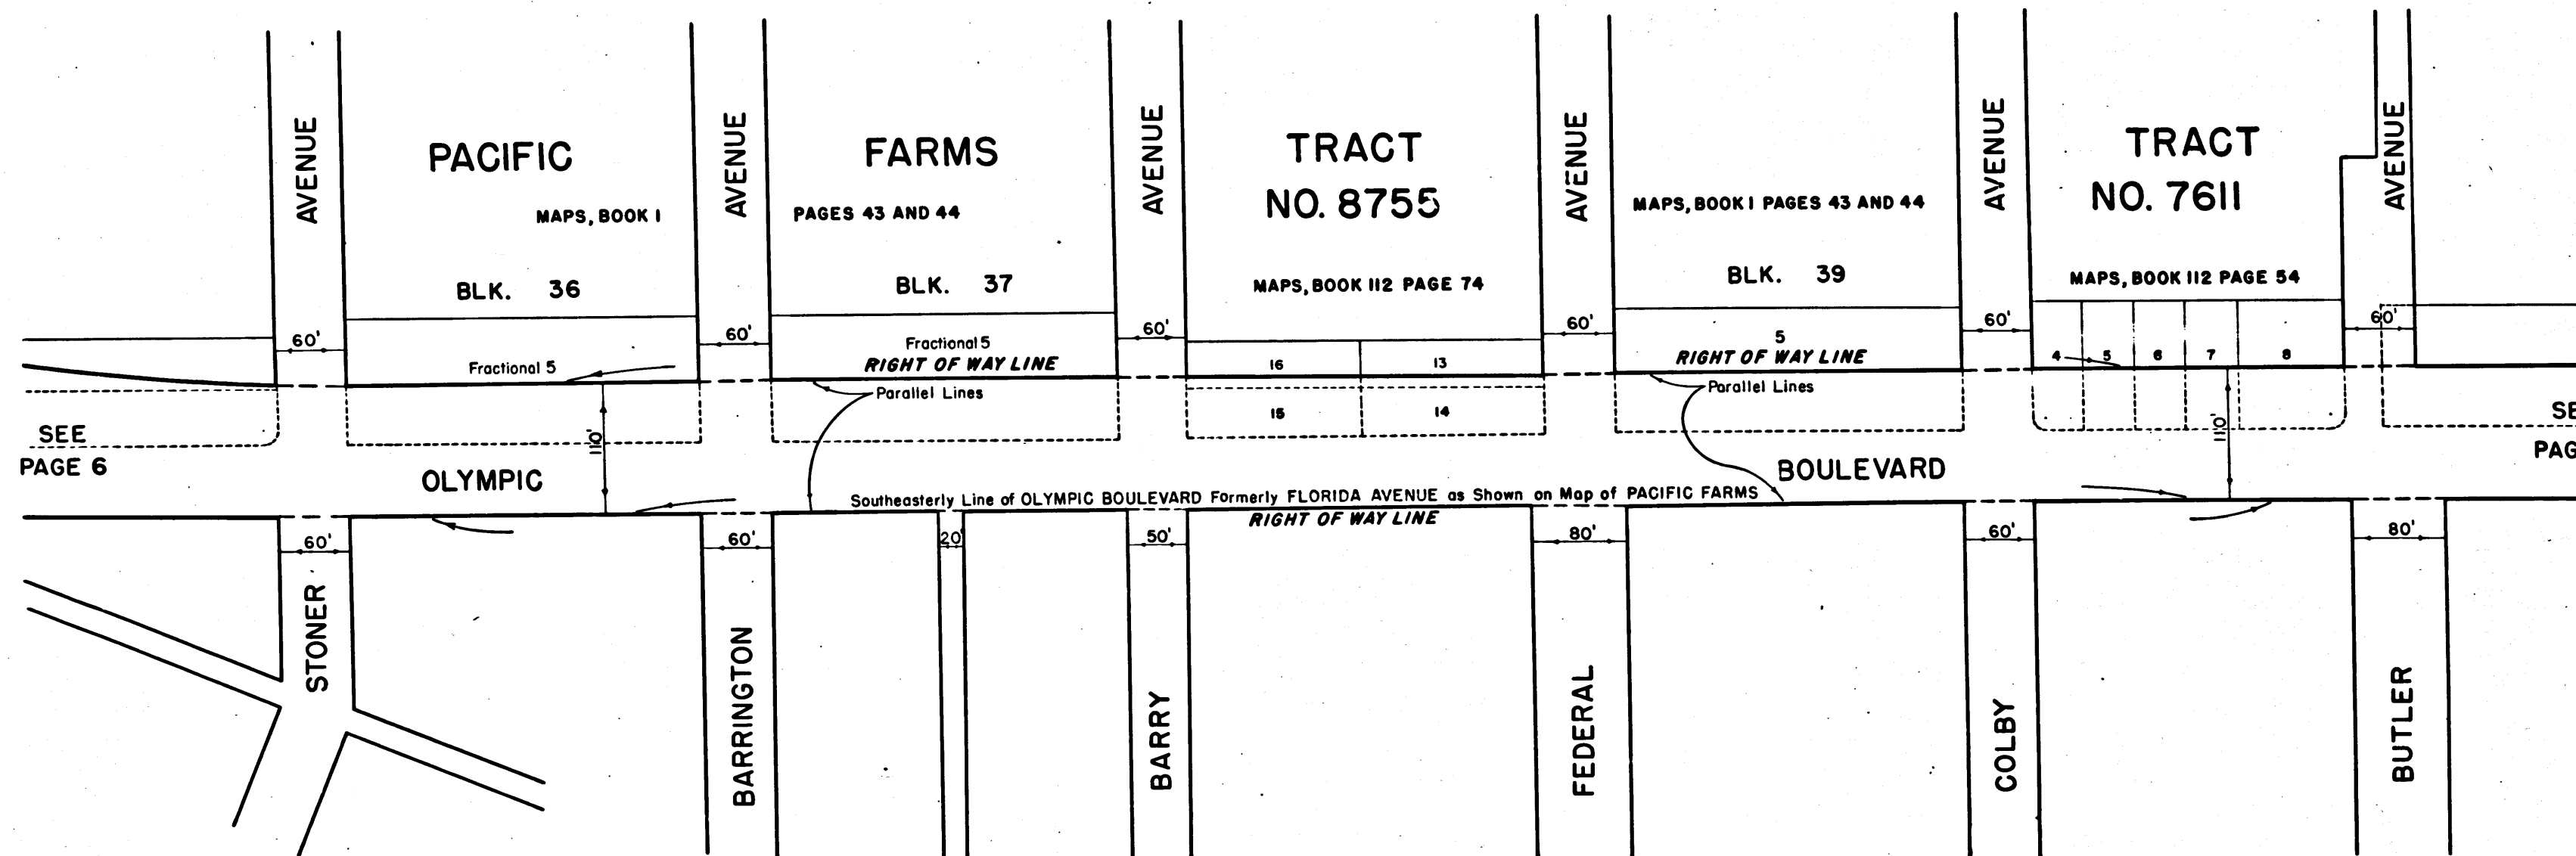 AVENUE
PACIFIC
MAPS, BOOK 1
BLK. 36
Fractional 5
AVENUE
FARMS
PAGES 43 AND 44
BLK. 37
Fractional 5
RIGHT OF WAY LINE
Parallel Lines
AVENUE
TRACT
NO. 8755
MAPS, BOOK 112 PAGE 74
16 13
15 14
AVENUE
MAPS, BOOK 1 PAGES 43 AND 44
BLK. 39
5
RIGHT OF WAY LINE
Parallel Lines
AVENUE
TRACT
NO. 7611
MAPS, BOOK 112 PAGE 54
4 5 6 7 8
AVENUE
60' 60' 60' 60' 60' 60'
110' 110'
SEE
PAGE 6
OLYMPIC
BOULEVARD
Southeasterly Line of OLYMPIC BOULEVARD Formerly FLORIDA AVENUE as Shown on Map of PACIFIC FARMS
RIGHT OF WAY LINE
60' 60' 20' 50' 80' 60' 80'
STONER
BARRINGTON
BARRY
FEDERAL
COLBY
BUTLER